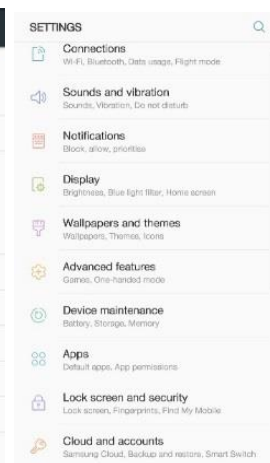 SETTINGS
Connections
Wi-Fi, Bluetooth, Data usage, Flight mode
Sounds and vibration
Sounds, Vibration, Do not disturb
Notifications
Block, allow, prioritise
Display
Brightness, Blue light filter, Home screen
Wallpapers and themes
Wallpapers, Themes, Icons
Advanced features
Games, One-handed mode
Device maintenance
Battery, Storage, Memory
Apps
Default apps, App permissions
Lock screen and security
Lock screen, Fingerprints, Find My Mobile
Cloud and accounts
Samsung Cloud, Backup and restore, Smart Switch